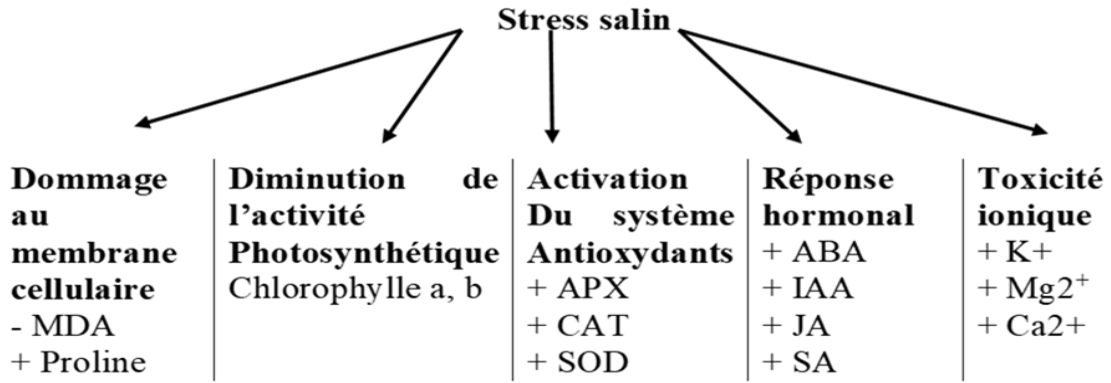 Stress salin
Dommage
au
membrane
cellulaire
- MDA
+ Proline
Diminution de
l’activité
Photosynthétique
Chlorophylle a, b
Activation
Du système
Antioxydants
+ APX
+ CAT
+ SOD
Réponse
hormonal
+ ABA
+ IAA
+ JA
+ SA
Toxicité
ionique
+ K+
+ Mg2⁺
+ Ca2+